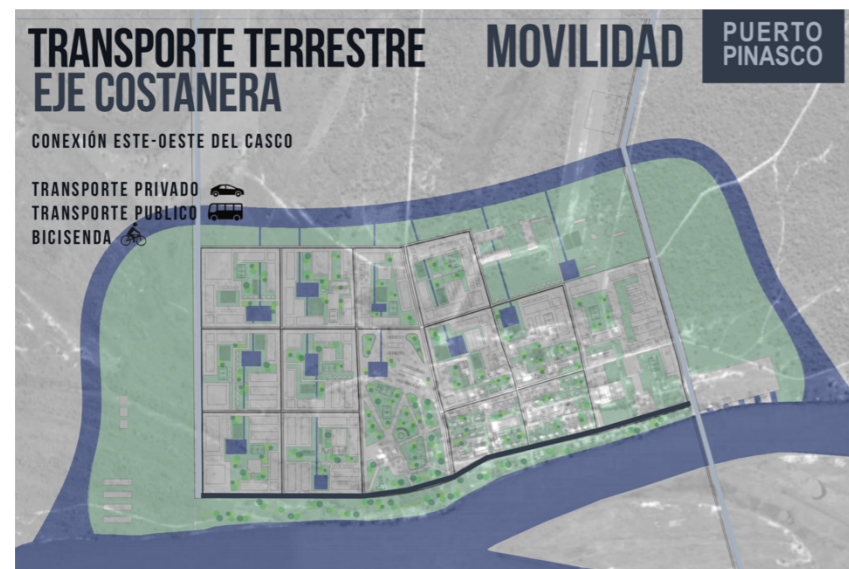 TRANSPORTE TERRESTRE
EJE COSTANERA
MOVILIDAD
PUERTO
PINASCO
CONEXIÓN ESTE-OESTE DEL CASCO
TRANSPORTE PRIVADO
TRANSPORTE PUBLICO
BICISENDA